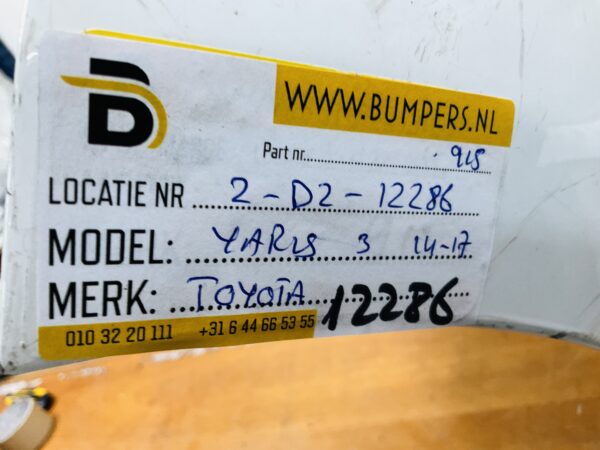 WWW.BUMPERS.NL
Part nr. 915
LOCATIE NR 2-D2-12286
MODEL: YARIS 3 14-17
MERK: TOYOTA 12286
010 32 20 111 +31 6 44 66 53 55